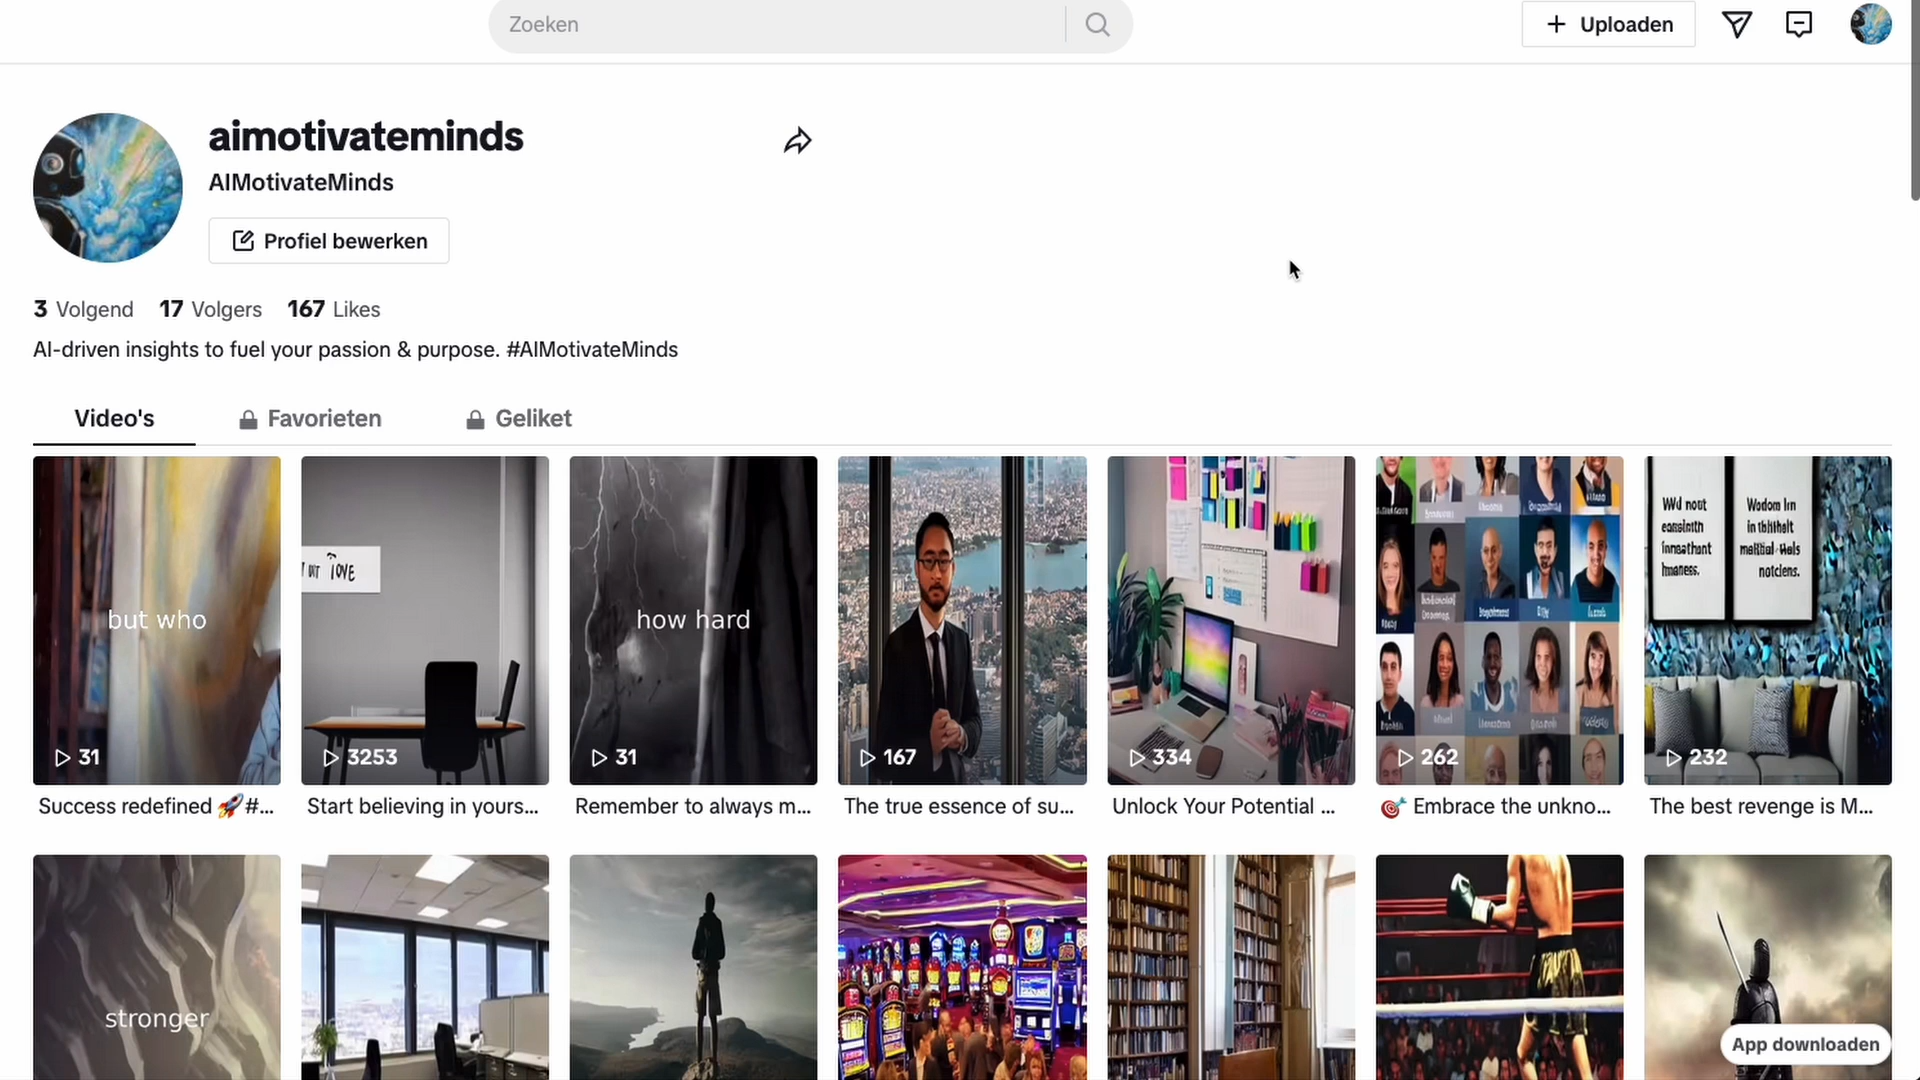 Zoeken
Uploaden
aimotivateminds
AIMotivateMinds
Profiel bewerken
3 Volgend 17 Volgers 167 Likes
AI-driven insights to fuel your passion & purpose. #AIMotivateMinds
Video's Favorieten Geliket
but who
31
Success redefined 🚀#...
TOVE
3253
Start believing in yours...
how hard
31
Remember to always m...
167
The true essence of su...
334
Unlock Your Potential ...
262
🎯 Embrace the unkno...
232
The best revenge is M...
stronger
App downloaden